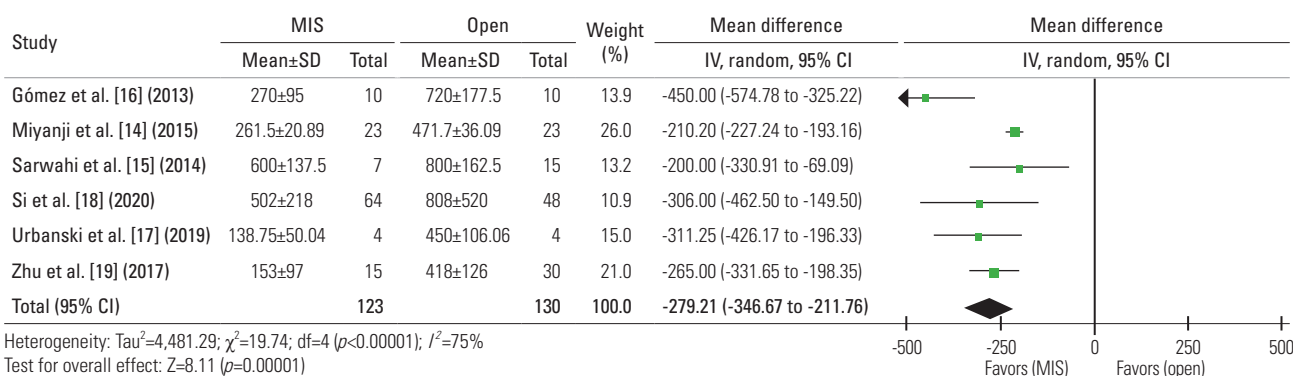 Study MIS Open Weight (%) Mean difference Mean difference
Mean±SD Total Mean±SD Total IV, random, 95% CI IV, random, 95% CI
Gómez et al. [16] (2013) 270±95 10 720±177.5 10 13.9 -450.00 (-574.78 to -325.22)
Miyanji et al. [14] (2015) 261.5±20.89 23 471.7±36.09 23 26.0 -210.20 (-227.24 to -193.16)
Sarwahi et al. [15] (2014) 600±137.5 7 800±162.5 15 13.2 -200.00 (-330.91 to -69.09)
Si et al. [18] (2020) 502±218 64 808±520 48 10.9 -306.00 (-462.50 to -149.50)
Urbanski et al. [17] (2019) 138.75±50.04 4 450±106.06 4 15.0 -311.25 (-426.17 to -196.33)
Zhu et al. [19] (2017) 153±97 15 418±126 30 21.0 -265.00 (-331.65 to -198.35)
Total (95% CI) 123 130 100.0 -279.21 (-346.67 to -211.76)
Heterogeneity: Tau²=4,481.29; χ²=19.74; df=4 (p<0.00001); I²=75%
Test for overall effect: Z=8.11 (p=0.00001)
-500 -250 0 250 500
Favors (MIS) Favors (open)